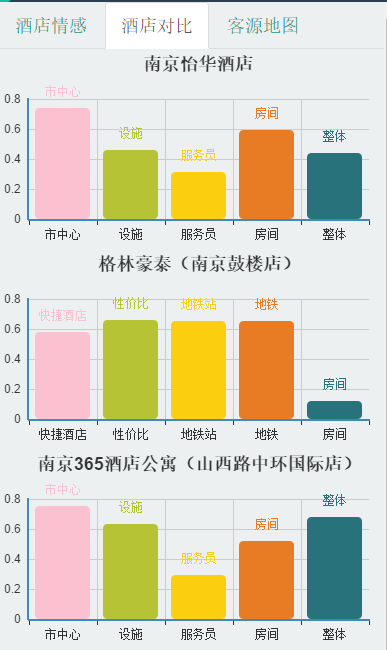 酒店情感 酒店对比 客源地图
南京怡华酒店
市中心 设施 服务员 房间 整体
0.8
0.6
0.4
0.2
0
市中心 设施 服务员 房间 整体
格林豪泰（南京鼓楼店）
快捷酒店 性价比 地铁站 地铁 房间
0.8
0.6
0.4
0.2
0
快捷酒店 性价比 地铁站 地铁 房间
南京365酒店公寓（山西路中环国际店）
市中心 设施 服务员 房间 整体
0.8
0.6
0.4
0.2
0
市中心 设施 服务员 房间 整体